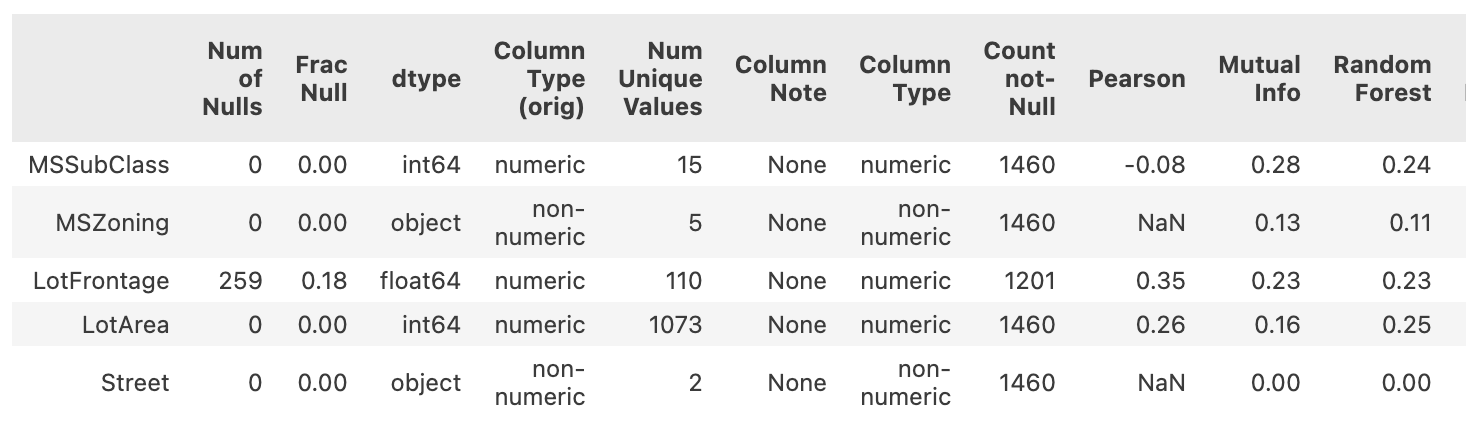 Num of Nulls Frac Null dtype Column Type (orig) Num Unique Values Column Note Column Type Count not-Null Pearson Mutual Info Random Forest
MSSubClass 0 0.00 int64 numeric 15 None numeric 1460 -0.08 0.28 0.24
MSZoning 0 0.00 object non-numeric 5 None non-numeric 1460 NaN 0.13 0.11
LotFrontage 259 0.18 float64 numeric 110 None numeric 1201 0.35 0.23 0.23
LotArea 0 0.00 int64 numeric 1073 None numeric 1460 0.26 0.16 0.25
Street 0 0.00 object non-numeric 2 None non-numeric 1460 NaN 0.00 0.00